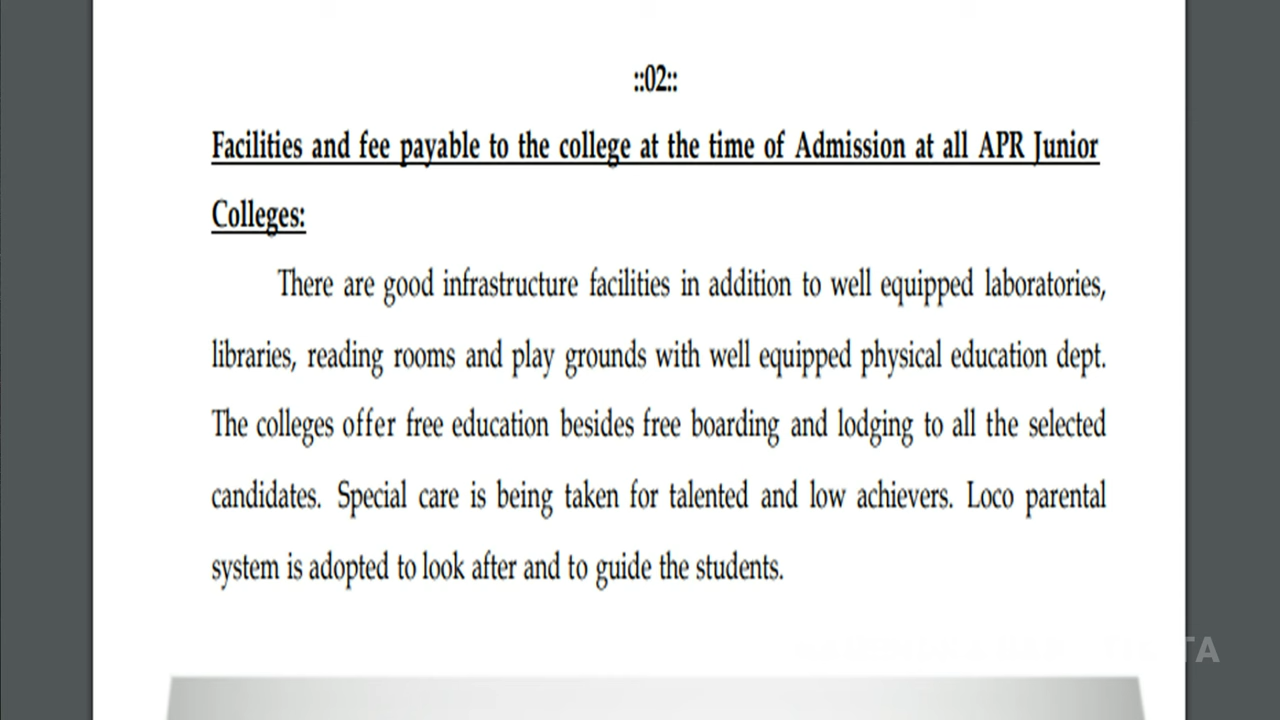 ::02::
Facilities and fee payable to the college at the time of Admission at all APR Junior
Colleges:
There are good infrastructure facilities in addition to well equipped laboratories,
libraries, reading rooms and play grounds with well equipped physical education dept.
The colleges offer free education besides free boarding and lodging to all the selected
candidates. Special care is being taken for talented and low achievers. Loco parental
system is adopted to look after and to guide the students.